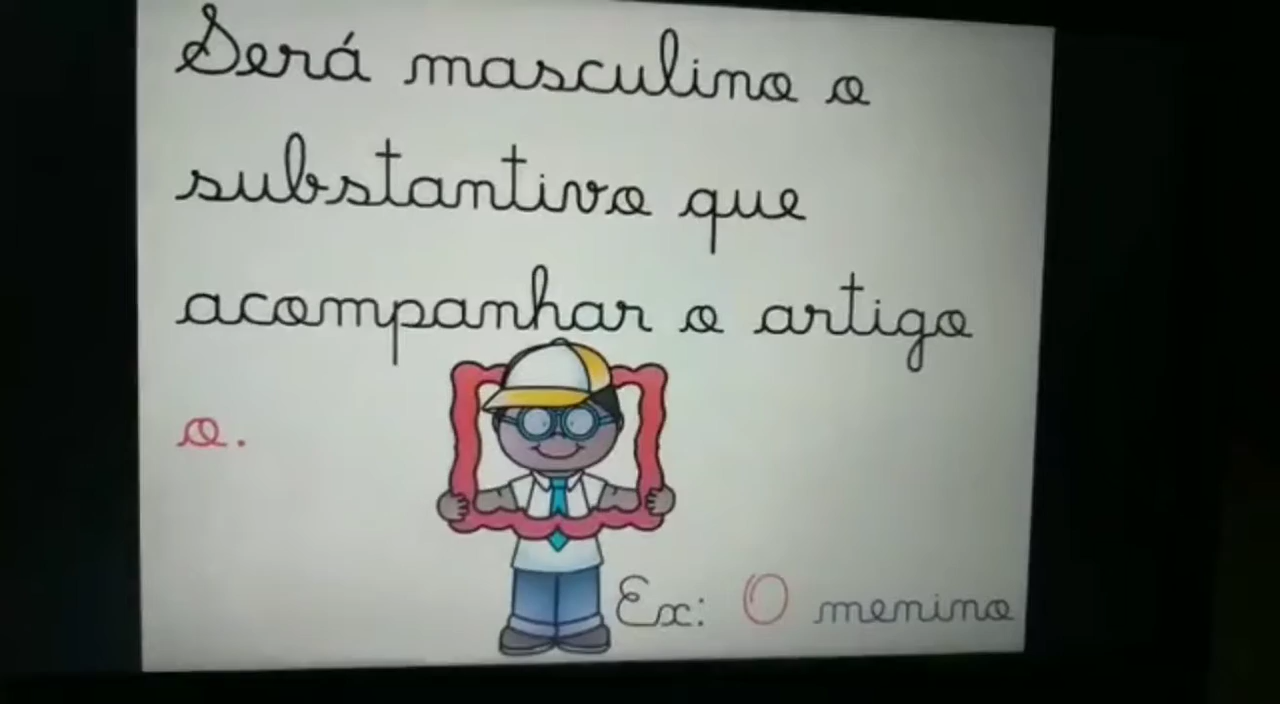 Será masculino o
substantivo que
acompanhar o artigo
o.
Ex: O menino